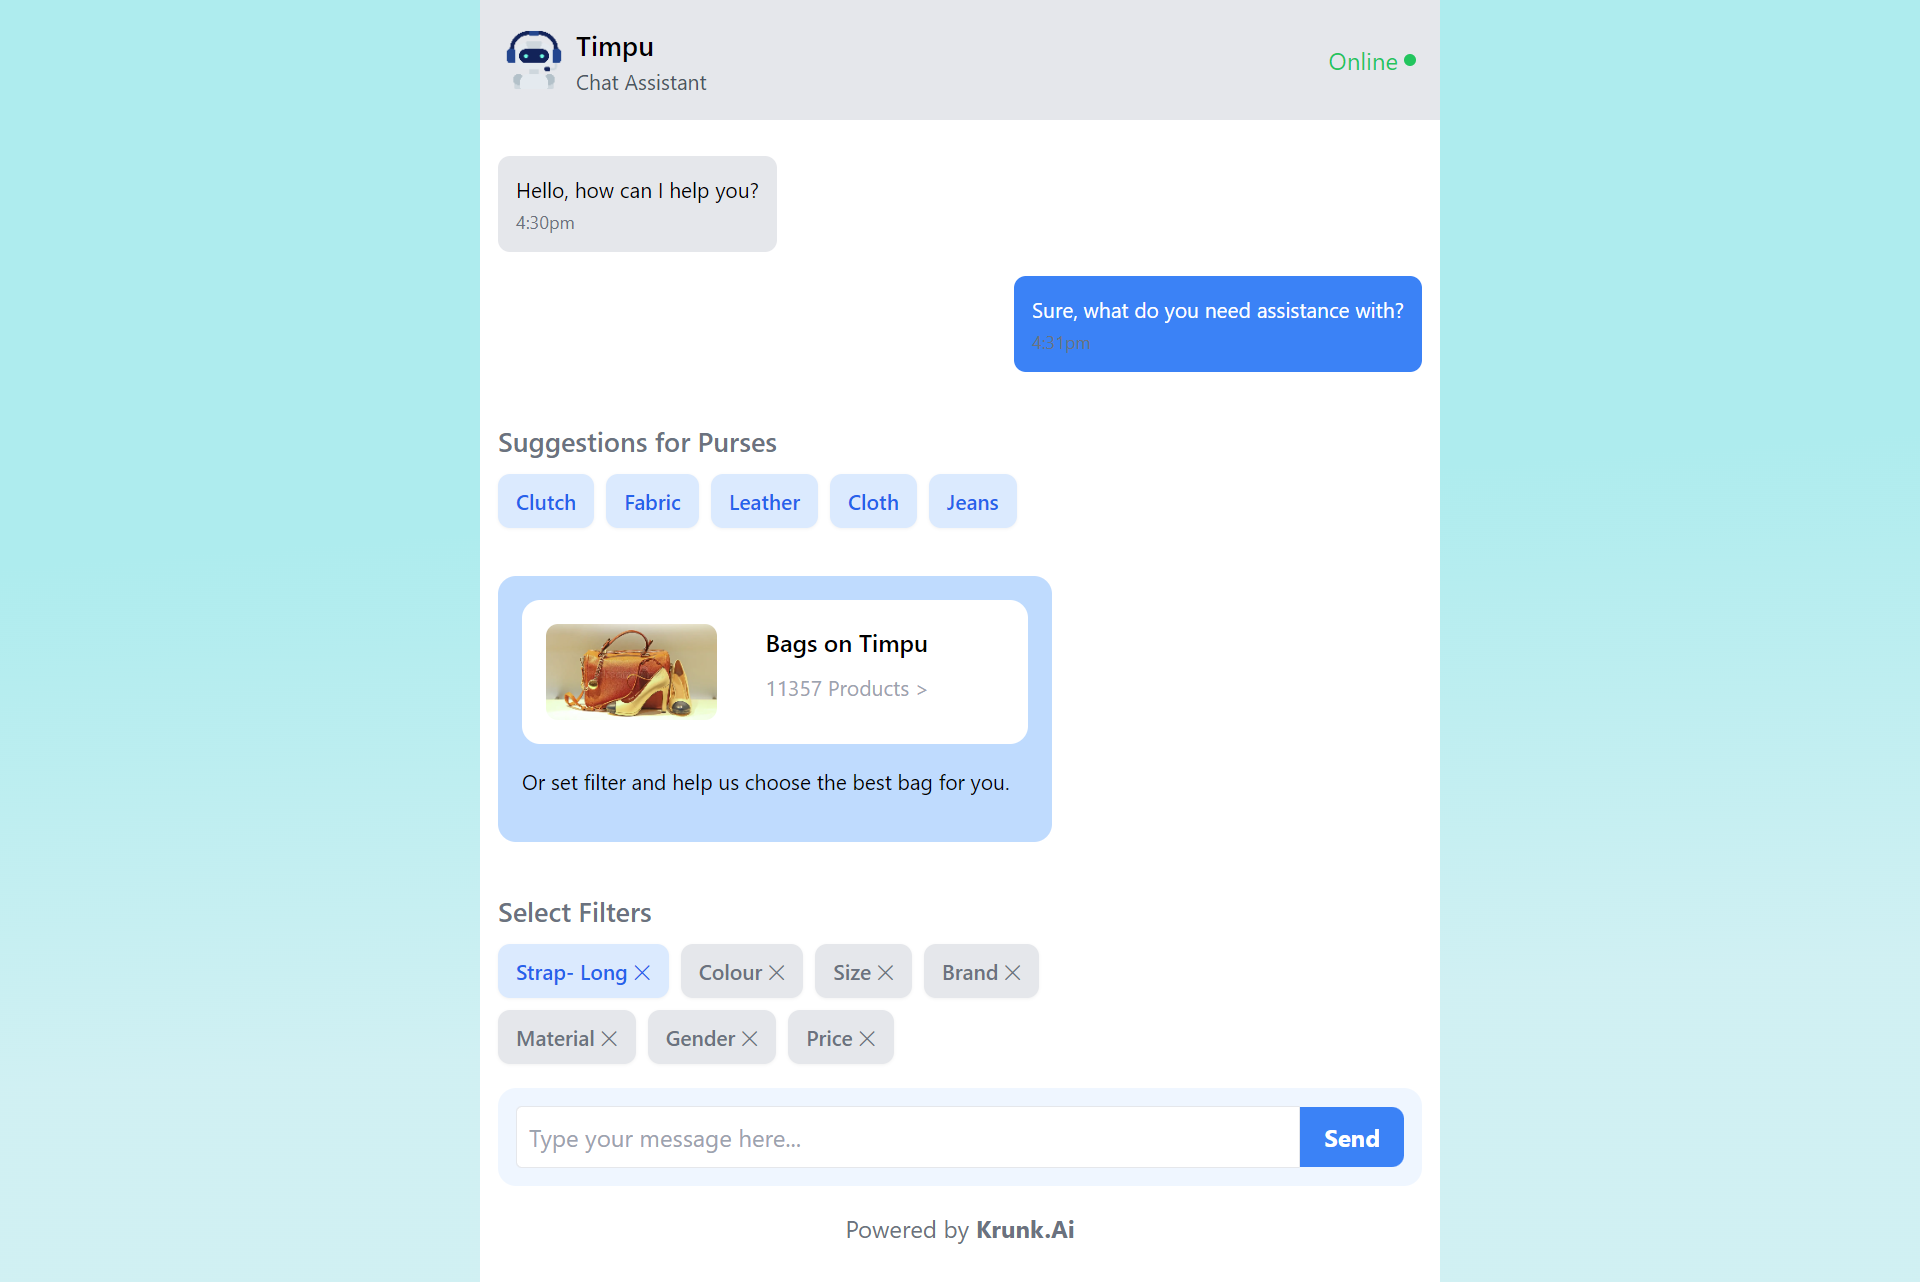 Timpu
Chat Assistant
Online
Hello, how can I help you?
4:30pm
Sure, what do you need assistance with?
4:31pm
Suggestions for Purses
Clutch Fabric Leather Cloth Jeans
Bags on Timpu
11357 Products >
Or set filter and help us choose the best bag for you.
Select Filters
Strap- Long Colour Size Brand
Material Gender Price
Type your message here...
Send
Powered by Krunk.Ai